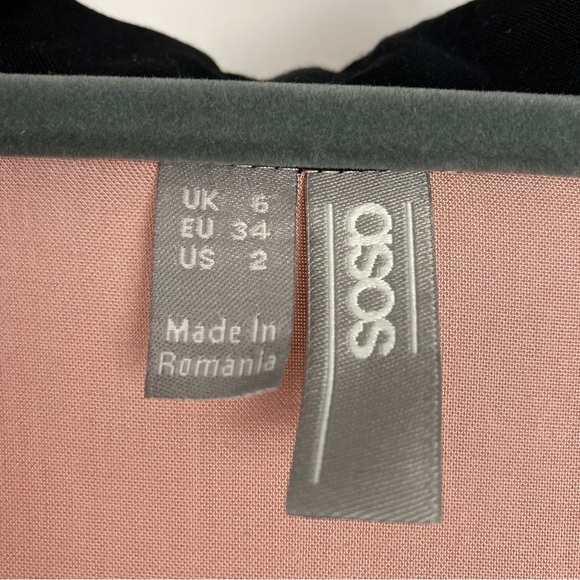 UK 6
EU 34
US 2
Made In
Romania
asos